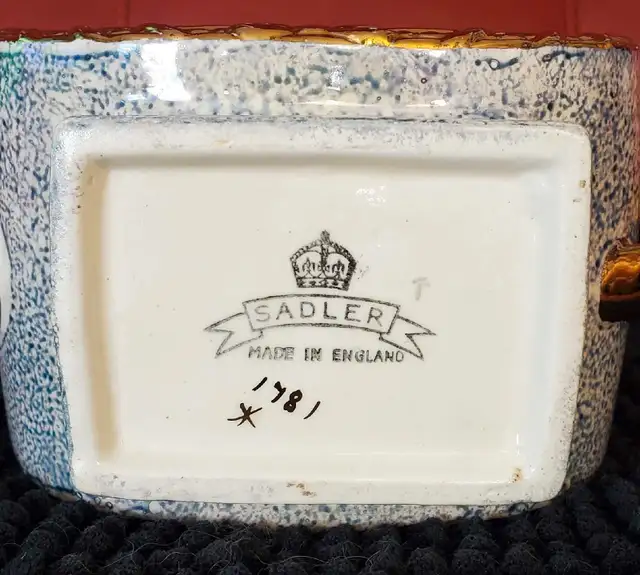 SADLER
MADE IN ENGLAND
1781
T